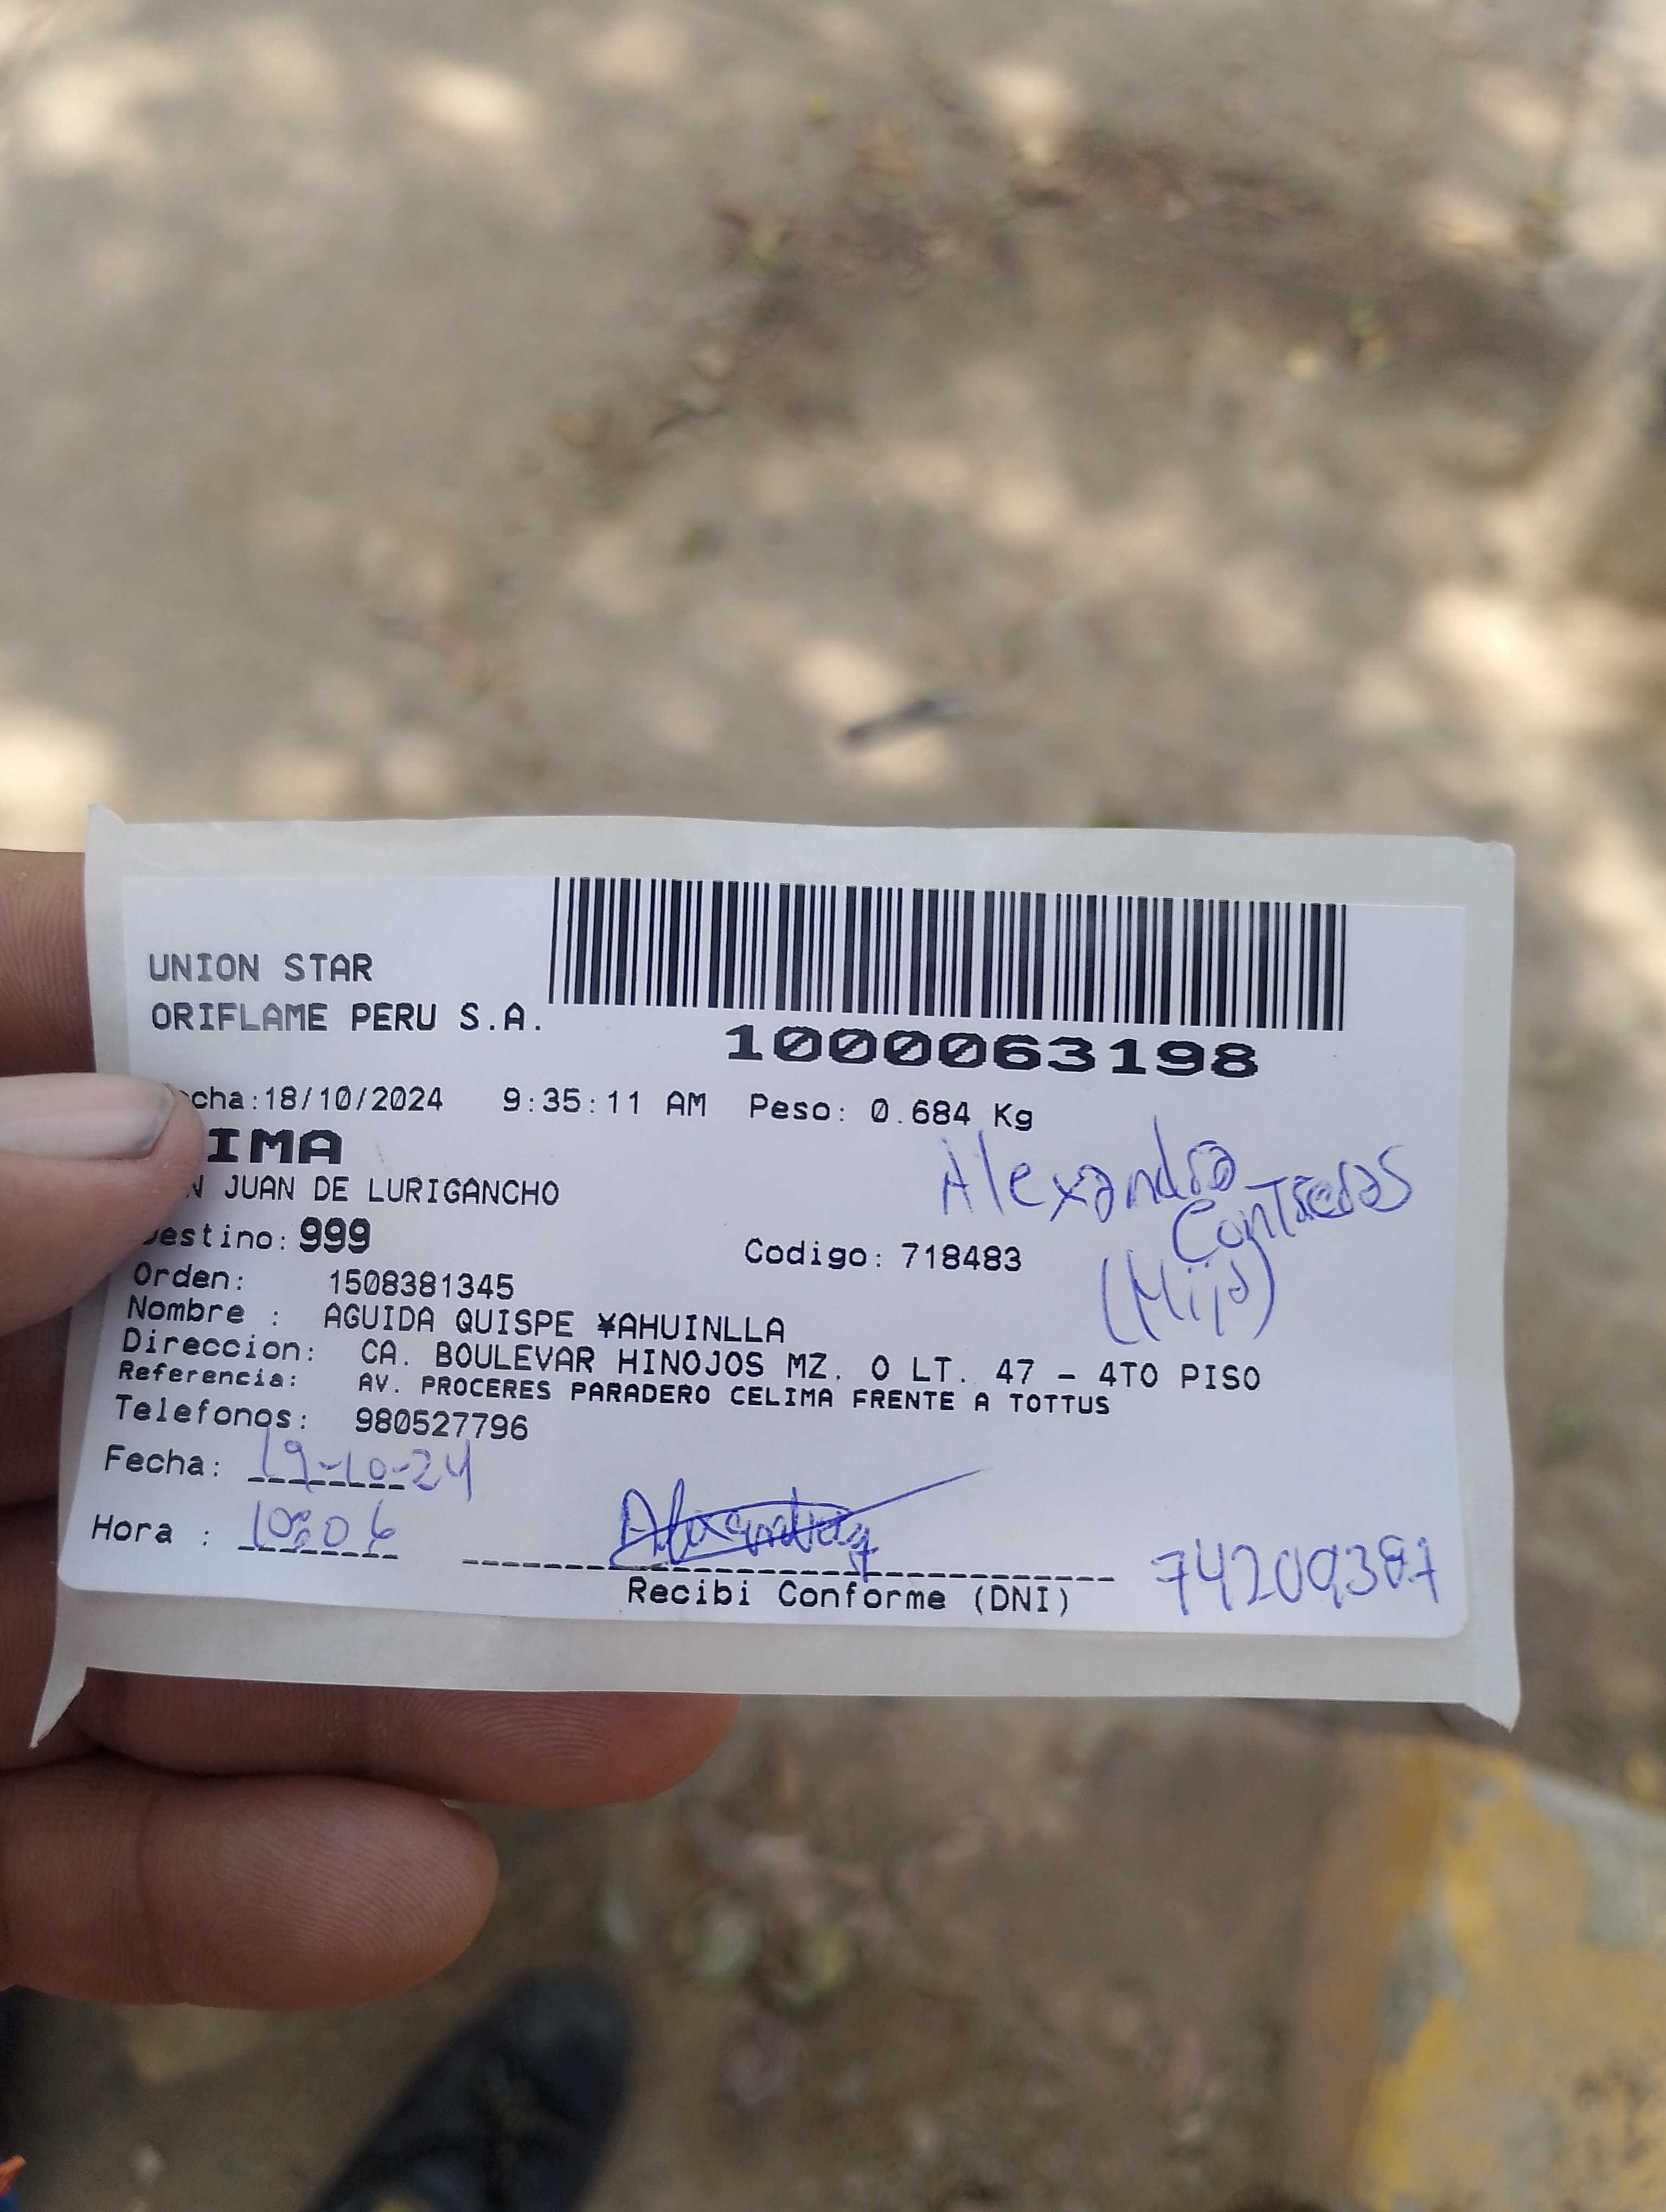 UNION STAR
ORIFLAME PERU S.A.
1000063198
cha:18/10/2024 9:35:11 AM Peso: 0.684 Kg
IMA
N JUAN DE LURIGANCHO
estino: 999 Codigo: 718483
Alexandra
Contreras
(Hija)
Orden: 1508381345
Nombre : AGUIDA QUISPE ¥AHUINLLA
Direccion: CA. BOULEVAR HINOJOS MZ. O LT. 47 - 4TO PISO
Referencia: AV. PROCERES PARADERO CELIMA FRENTE A TOTTUS
Telefonos: 980527796
Fecha: 19-10-24
Hora : 10:06
Recibi Conforme (DNI) 74209387